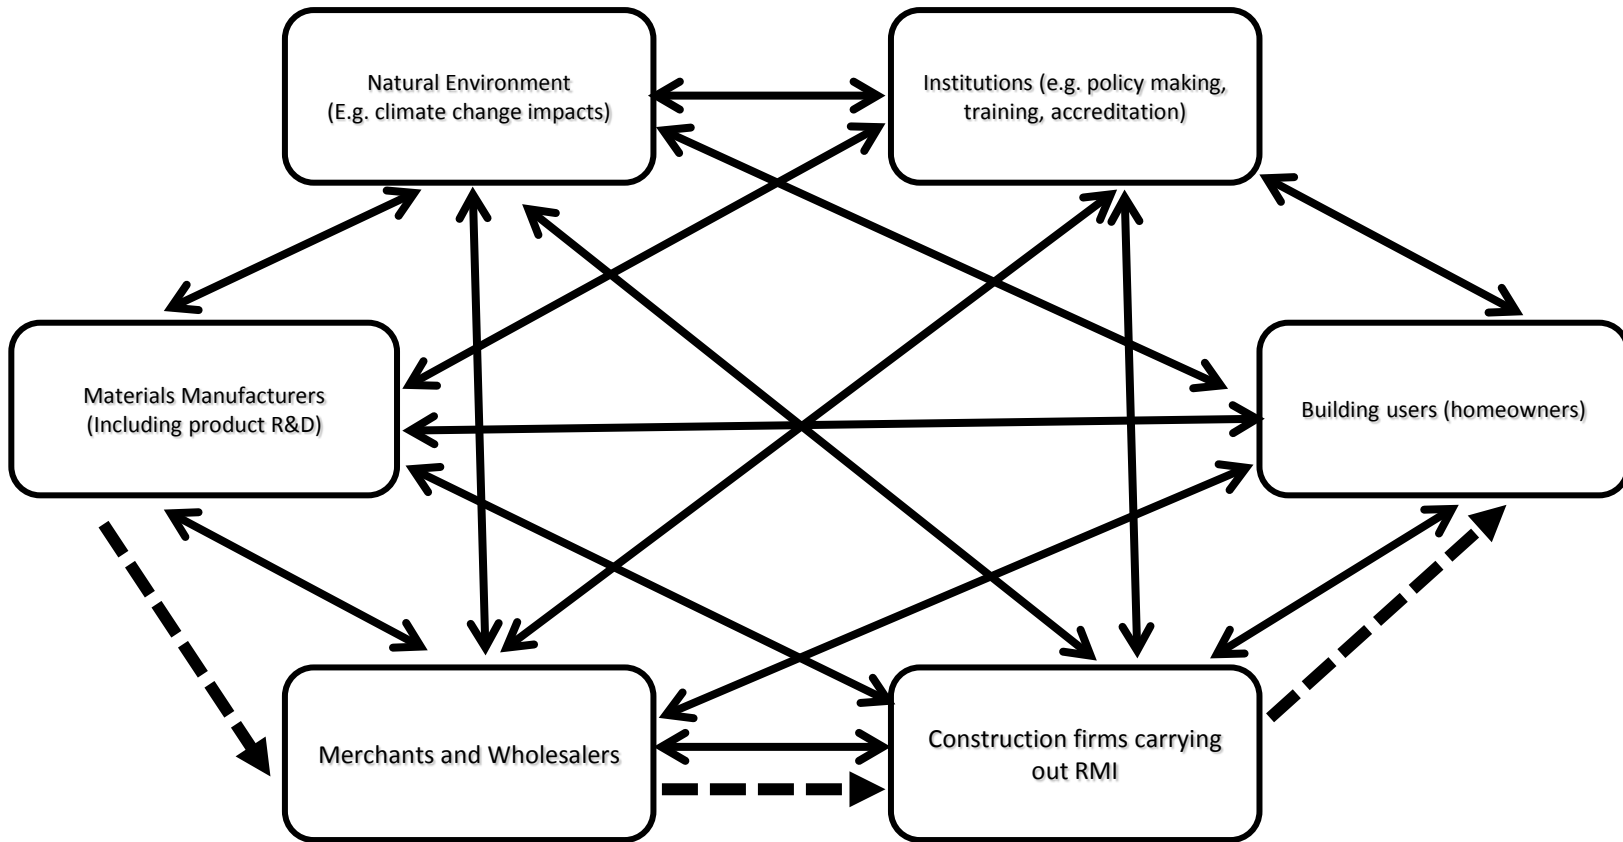 Natural Environment
(E.g. climate change impacts)
Institutions (e.g. policy making,
training, accreditation)
Materials Manufacturers
(Including product R&D)
Building users (homeowners)
Merchants and Wholesalers
Construction firms carrying
out RMI